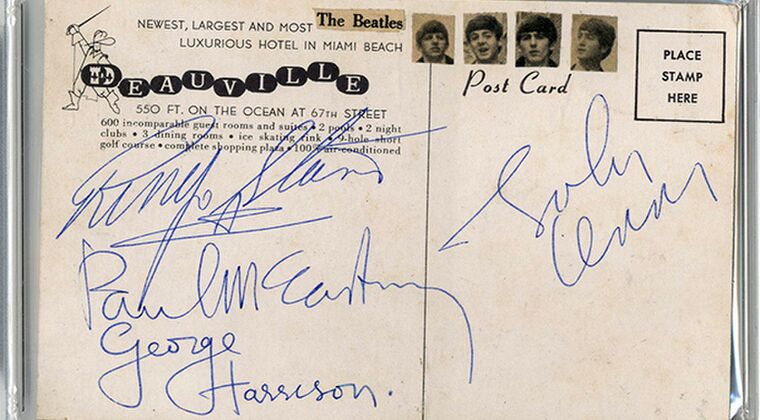 The Beatles
NEWEST, LARGEST AND MOST
LUXURIOUS HOTEL IN MIAMI BEACH
DEAUVILLE
550 FT. ON THE OCEAN AT 67TH STREET
600 incomparable guest rooms and suites • 2 pools • 2 night
clubs • 3 dining rooms • ice skating rink • 9-hole short
golf course • complete shopping plaza • 100% air-conditioned
Post Card
PLACE
STAMP
HERE
Ringo Starr
Paul McCartney
George
Harrison.
John
Lennon